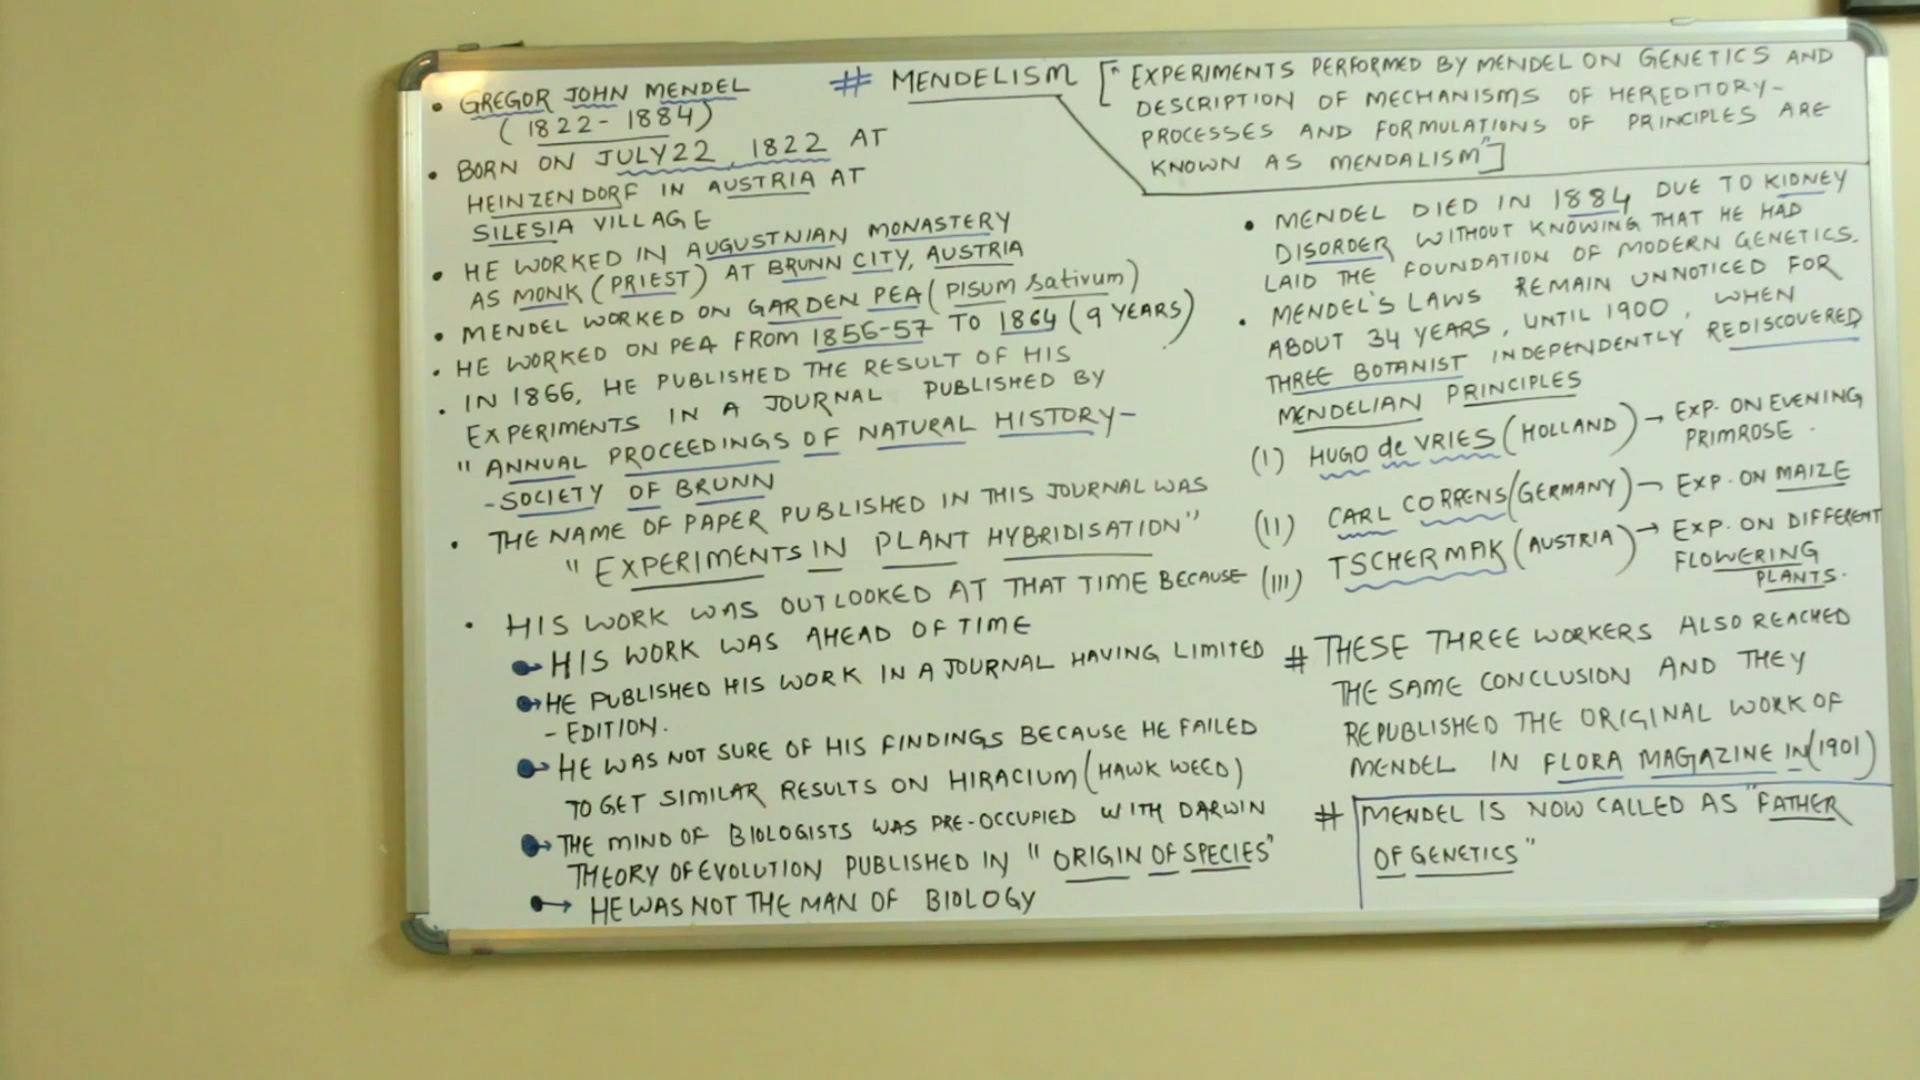 # MENDELISM ["EXPERIMENTS PERFORMED BY MENDEL ON GENETICS AND
DESCRIPTION OF MECHANISMS OF HEREDITORY-
PROCESSES AND FORMULATIONS OF PRINCIPLES ARE
KNOWN AS MENDALISM"]
• GREGOR JOHN MENDEL
(1822-1884)
• BORN ON JULY 22, 1822 AT
HEINZENDORF IN AUSTRIA AT
SILESIA VILLAGE
• HE WORKED IN AUGUSTNIAN MONASTERY
AS MONK (PRIEST) AT BRUNN CITY, AUSTRIA
• MENDEL WORKED ON GARDEN PEA (PISUM Sativum)
• HE WORKED ON PEA FROM 1856-57 TO 1864 (9 YEARS)
• IN 1866, HE PUBLISHED THE RESULT OF HIS
EXPERIMENTS IN A JOURNAL PUBLISHED BY
"ANNUAL PROCEEDINGS OF NATURAL HISTORY-
-SOCIETY OF BRUNN
• THE NAME OF PAPER PUBLISHED IN THIS JOURNAL WAS
"EXPERIMENTS IN PLANT HYBRIDISATION"
• HIS WORK WAS OUTLOOKED AT THAT TIME BECAUSE
HIS WORK WAS AHEAD OF TIME
HE PUBLISHED HIS WORK IN A JOURNAL HAVING LIMITED
- EDITION.
HE WAS NOT SURE OF HIS FINDINGS BECAUSE HE FAILED
TO GET SIMILAR RESULTS ON HIRACIUM (HAWK WEED)
THE MIND OF BIOLOGISTS WAS PRE-OCCUPIED WITH DARWIN
THEORY OF EVOLUTION PUBLISHED IN "ORIGIN OF SPECIES"
HE WAS NOT THE MAN OF BIOLOGY
• MENDEL DIED IN 1884 DUE TO KIDNEY
DISORDER WITHOUT KNOWING THAT HE HAD
LAID THE FOUNDATION OF MODERN GENETICS.
• MENDEL'S LAWS REMAIN UNNOTICED FOR
ABOUT 34 YEARS, UNTIL 1900, WHEN
THREE BOTANIST INDEPENDENTLY REDISCOVERED
MENDELIAN PRINCIPLES
(I) HUGO de VRIES (HOLLAND) → EXP. ON EVENING
PRIMROSE.
(II) CARL CORRENS (GERMANY) → EXP. ON MAIZE
(III) TSCHERMAK (AUSTRIA) → EXP. ON DIFFERENT
FLOWERING
PLANTS.
# THESE THREE WORKERS ALSO REACHED
THE SAME CONCLUSION AND THEY
REPUBLISHED THE ORIGINAL WORK OF
MENDEL IN FLORA MAGAZINE IN (1901)
# MENDEL IS NOW CALLED AS "FATHER
OF GENETICS"